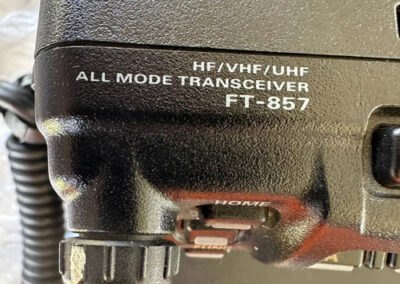 HF/VHF/UHF
ALL MODE TRANSCEIVER
FT-857
HOME